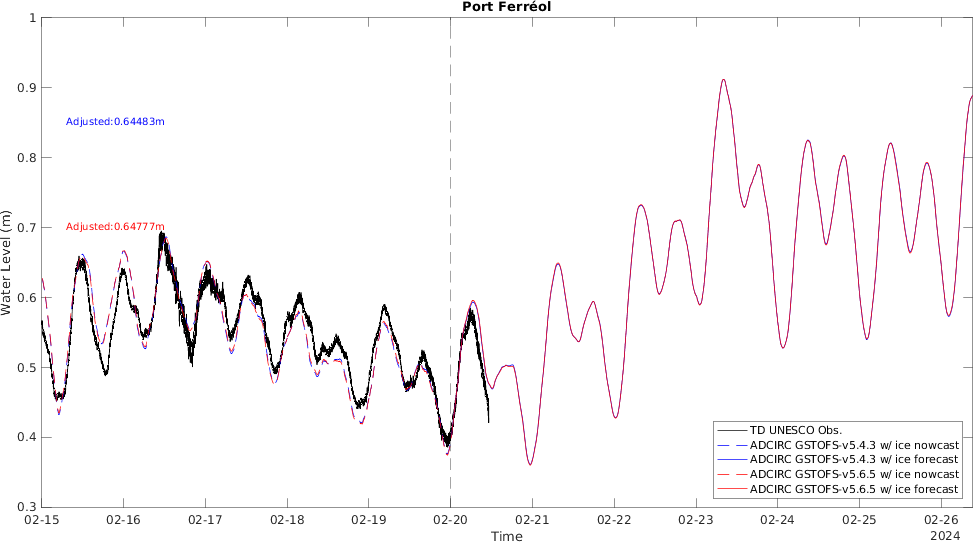 Port Ferréol
1
0.9
0.8
0.7
0.6
0.5
0.4
0.3
Water Level (m)
Adjusted:0.64483m
Adjusted:0.64777m
TD UNESCO Obs.
ADCIRC GSTOFS-v5.4.3 w/ ice nowcast
ADCIRC GSTOFS-v5.4.3 w/ ice forecast
ADCIRC GSTOFS-v5.6.5 w/ ice nowcast
ADCIRC GSTOFS-v5.6.5 w/ ice forecast
02-15 02-16 02-17 02-18 02-19 02-20 02-21 02-22 02-23 02-24 02-25 02-26
Time
2024